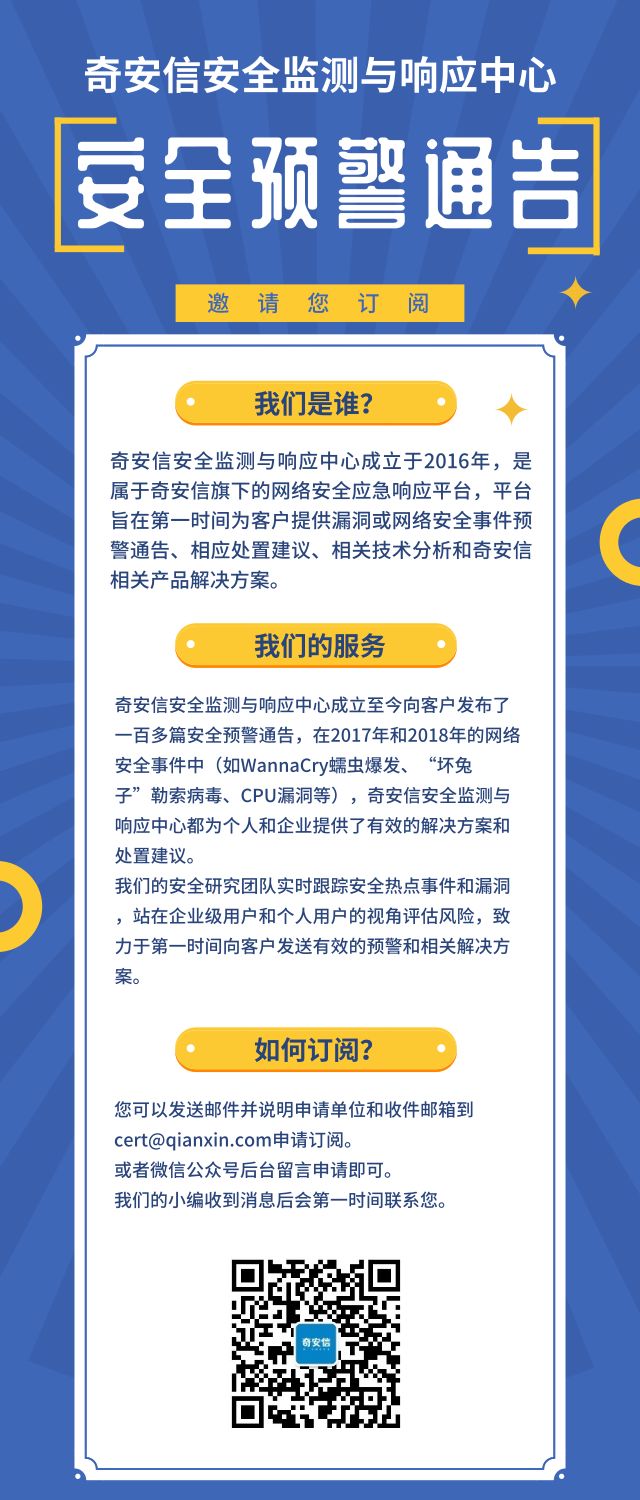 奇安信安全监测与响应中心
安全预警通告
邀请您订阅
我们是谁?
奇安信安全监测与响应中心成立于2016年，是
属于奇安信旗下的网络安全应急响应平台，平台
旨在第一时间为客户提供漏洞或网络安全事件预
警通告、相应处置建议、相关技术分析和奇安信
相关产品解决方案。
我们的服务
奇安信安全监测与响应中心成立至今向客户发布了
一百多篇安全预警通告，在2017年和2018年的网络
安全事件中（如WannaCry蠕虫爆发、“坏兔
子”勒索病毒、CPU漏洞等），奇安信安全监测与
响应中心都为个人和企业提供了有效的解决方案和
处置建议。
我们的安全研究团队实时跟踪安全热点事件和漏洞
，站在企业级用户和个人用户的视角评估风险，致
力于第一时间向客户发送有效的预警和相关解决方
案。
如何订阅?
您可以发送邮件并说明申请单位和收件邮箱到
cert@qianxin.com申请订阅。
或者微信公众号后台留言申请即可。
我们的小编收到消息后会第一时间联系您。
奇安信